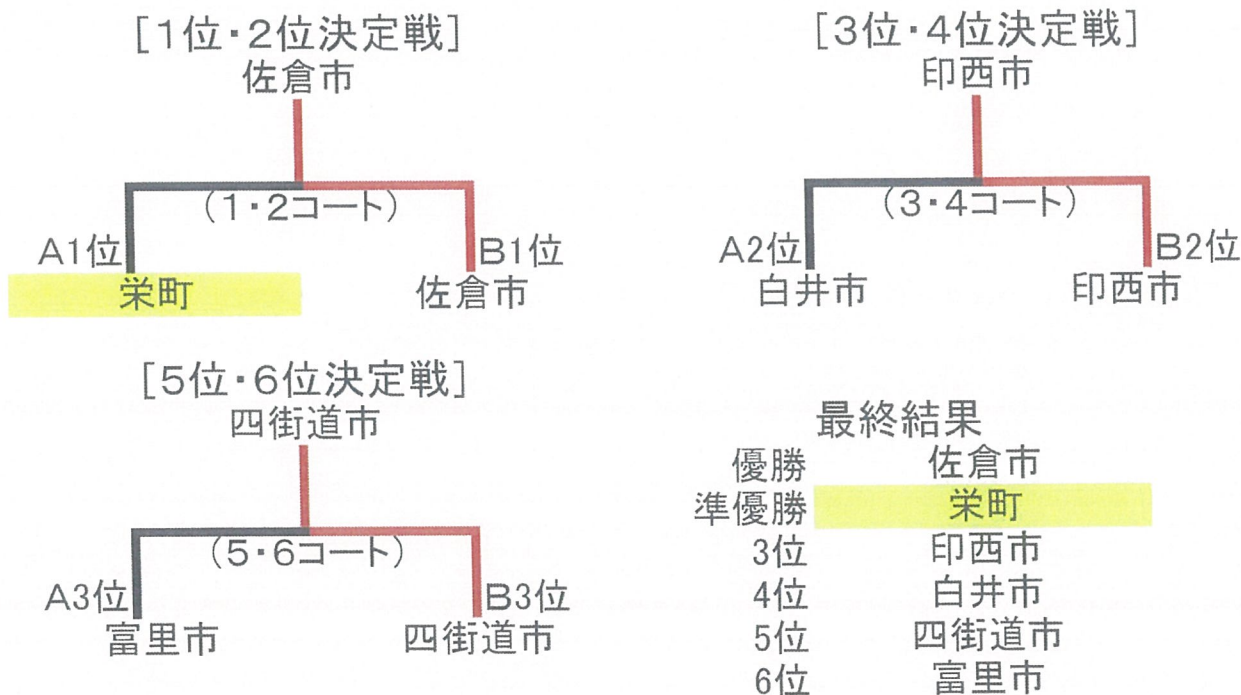 [1位・2位決定戦]
佐倉市
(1・2コート)
A1位
B1位
栄町
佐倉市
[3位・4位決定戦]
印西市
(3・4コート)
A2位
B2位
白井市
印西市
[5位・6位決定戦]
四街道市
(5・6コート)
A3位
B3位
富里市
四街道市
最終結果
優勝 佐倉市
準優勝 栄町
3位 印西市
4位 白井市
5位 四街道市
6位 富里市